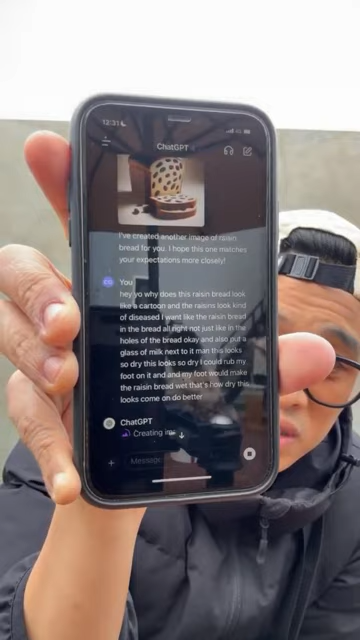 12:31
4G
ChatGPT
I've created another image of raisin
bread for you. I hope this one matches
your expectations more closely!
You
hey yo why does this raisin bread look
like a cartoon and the raisins look kind
of diseased I want like the raisin bread
in the bread all right not just like in the
holes of the bread okay and also put a
glass of milk next to it man this looks
so dry this looks so dry I could rub my
foot on it and and my foot would make
the raisin bread wet that's how dry this
looks come on do better
ChatGPT
Creating im
Message